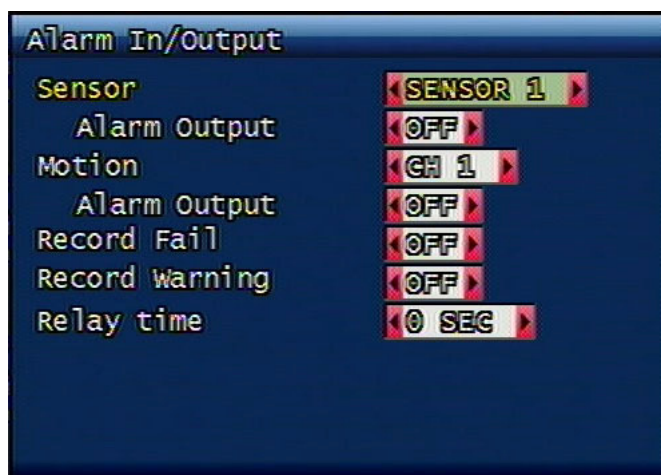 Alarm In/Output
Sensor SENSOR 1
Alarm Output OFF
Motion CH 1
Alarm Output OFF
Record Fail OFF
Record Warning OFF
Relay time 0 SEC